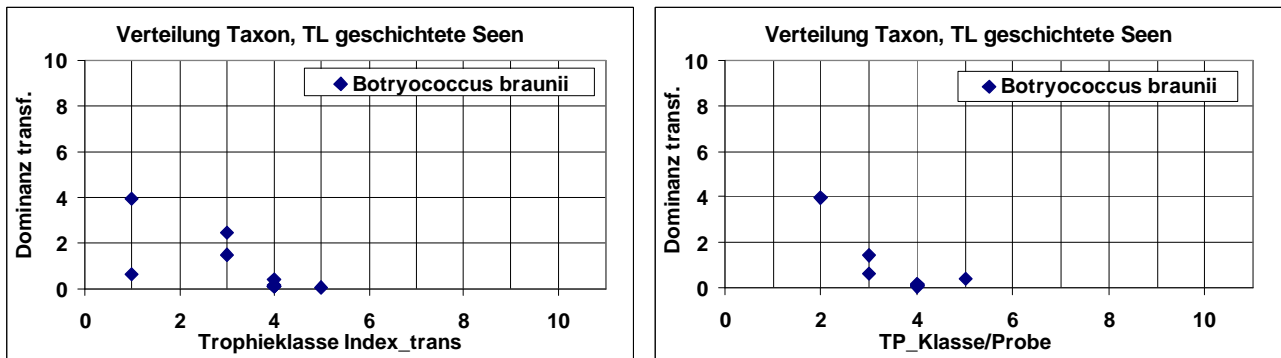 Verteilung Taxon, TL geschichtete Seen
10
8
6
4
2
0
Dominanz transf.
Botryococcus braunii
0 2 4 6 8 10
Trophieklasse Index_trans
Verteilung Taxon, TL geschichtete Seen
10
8
6
4
2
0
Dominanz transf.
Botryococcus braunii
0 2 4 6 8 10
TP_Klasse/Probe